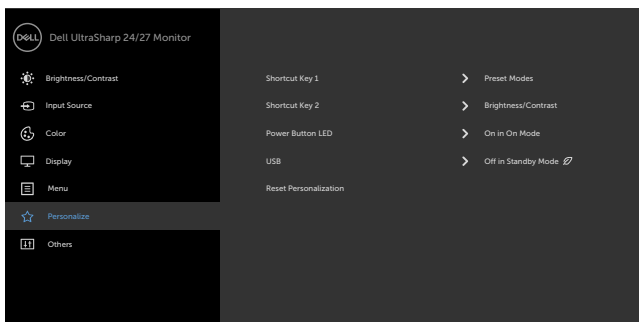 DELL Dell UltraSharp 24/27 Monitor
Brightness/Contrast Shortcut Key 1 Preset Modes
Input Source Shortcut Key 2 Brightness/Contrast
Color Power Button LED On in On Mode
Display USB Off in Standby Mode
Menu Reset Personalization
Personalize
Others